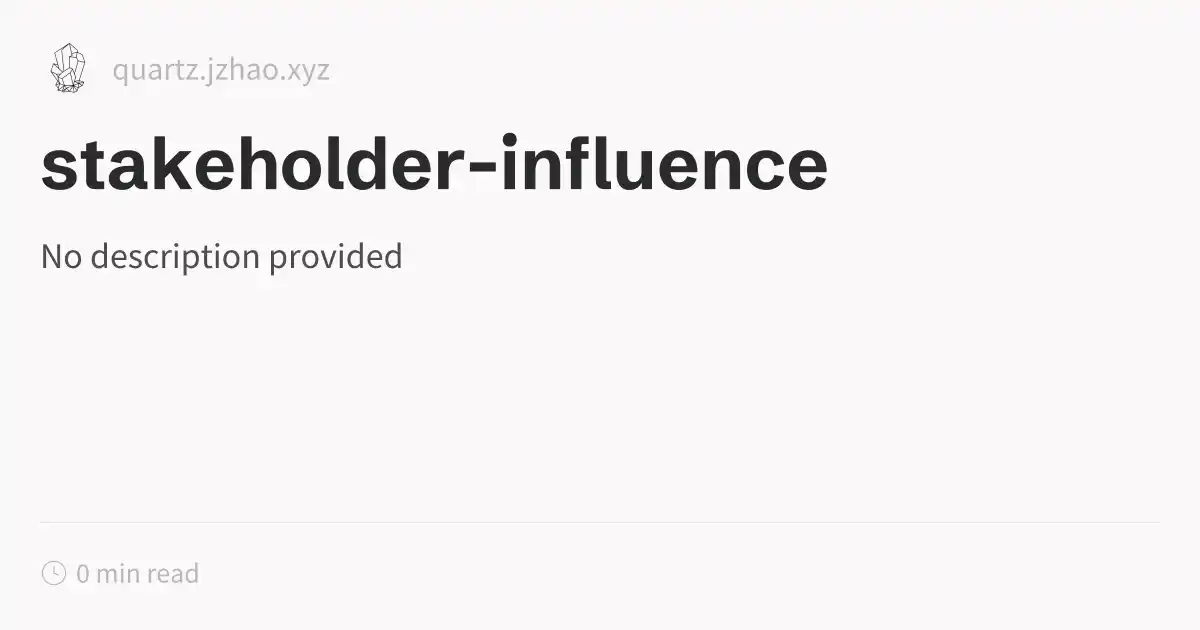 quartz.jzhao.xyz
stakeholder-influence
No description provided
0 min read